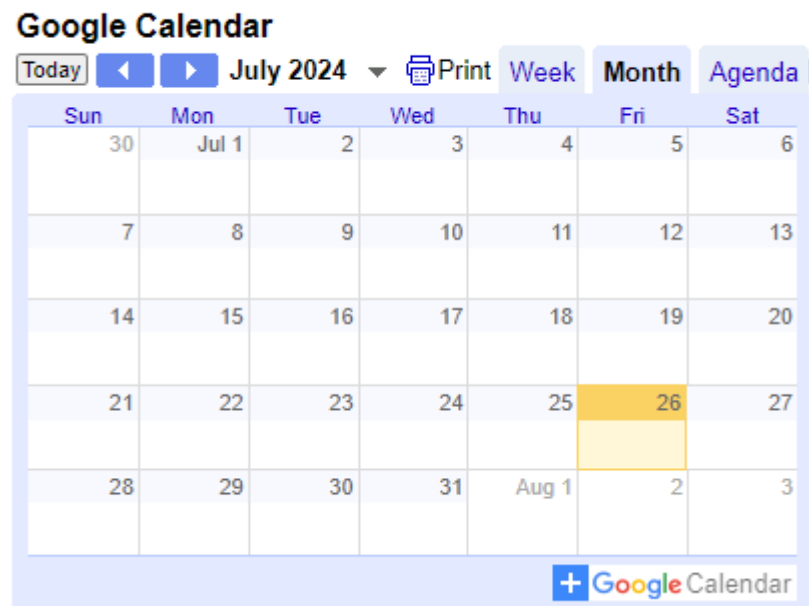 Google Calendar
Today July 2024 Print Week Month Agenda
Sun Mon Tue Wed Thu Fri Sat
30 Jul 1 2 3 4 5 6
7 8 9 10 11 12 13
14 15 16 17 18 19 20
21 22 23 24 25 26 27
28 29 30 31 Aug 1 2 3
Google Calendar